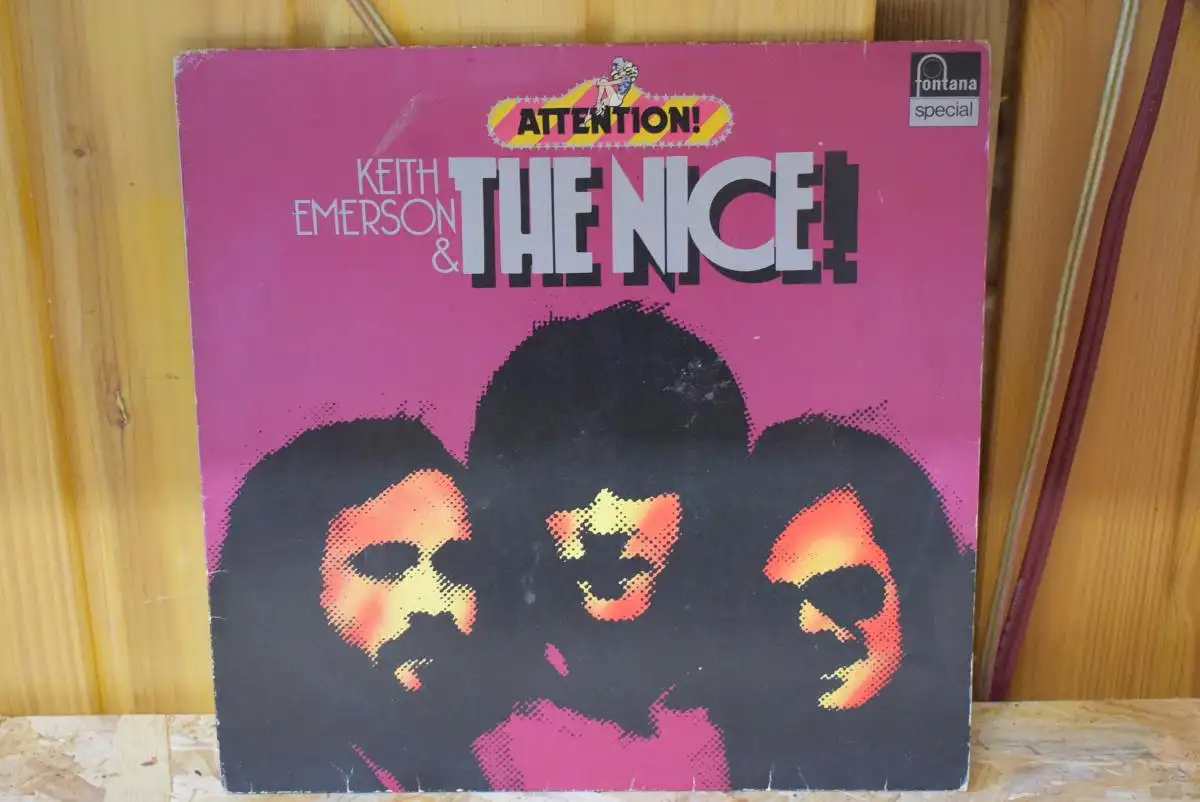 fontana
special
ATTENTION!
KEITH
EMERSON
&
THE NICE!